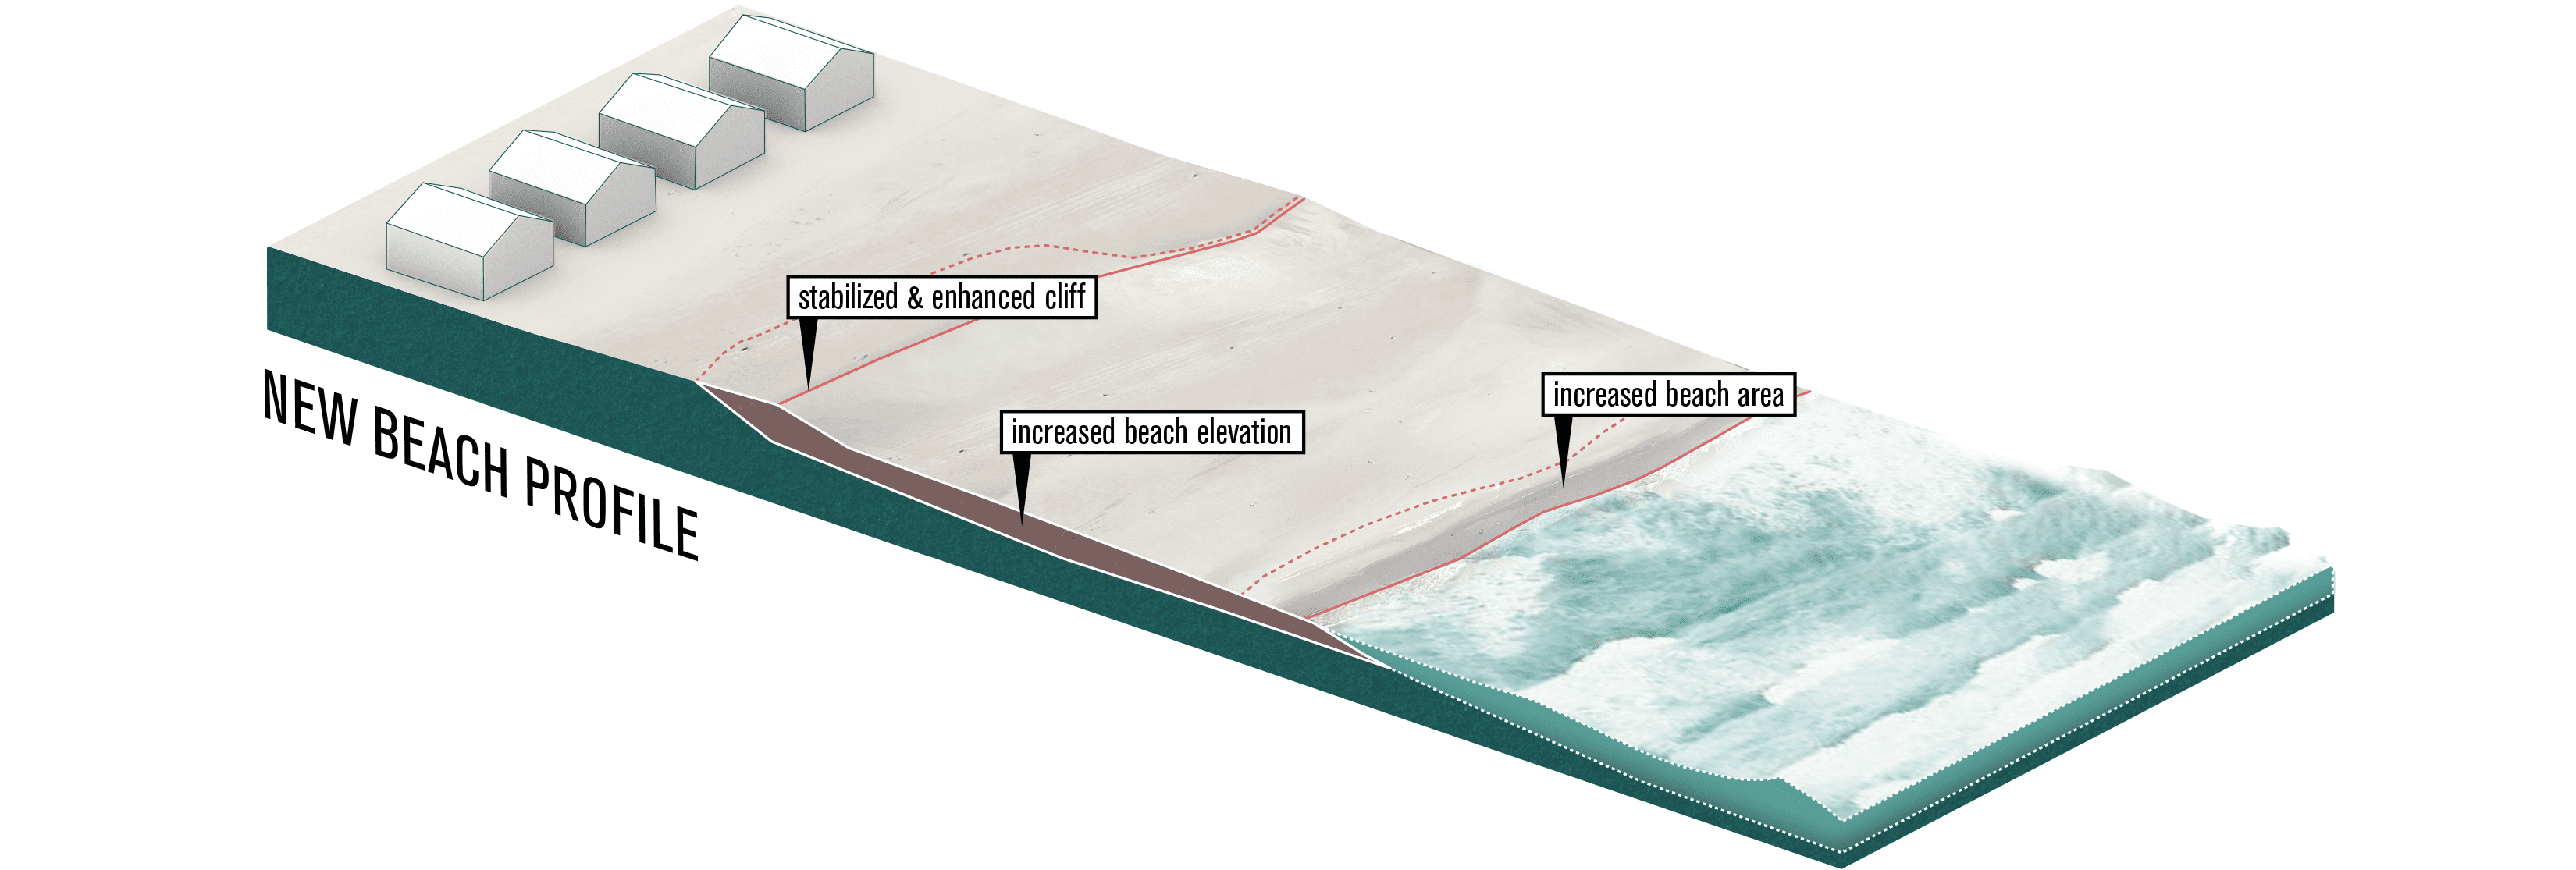 stabilized & enhanced cliff
increased beach area
increased beach elevation
NEW BEACH PROFILE